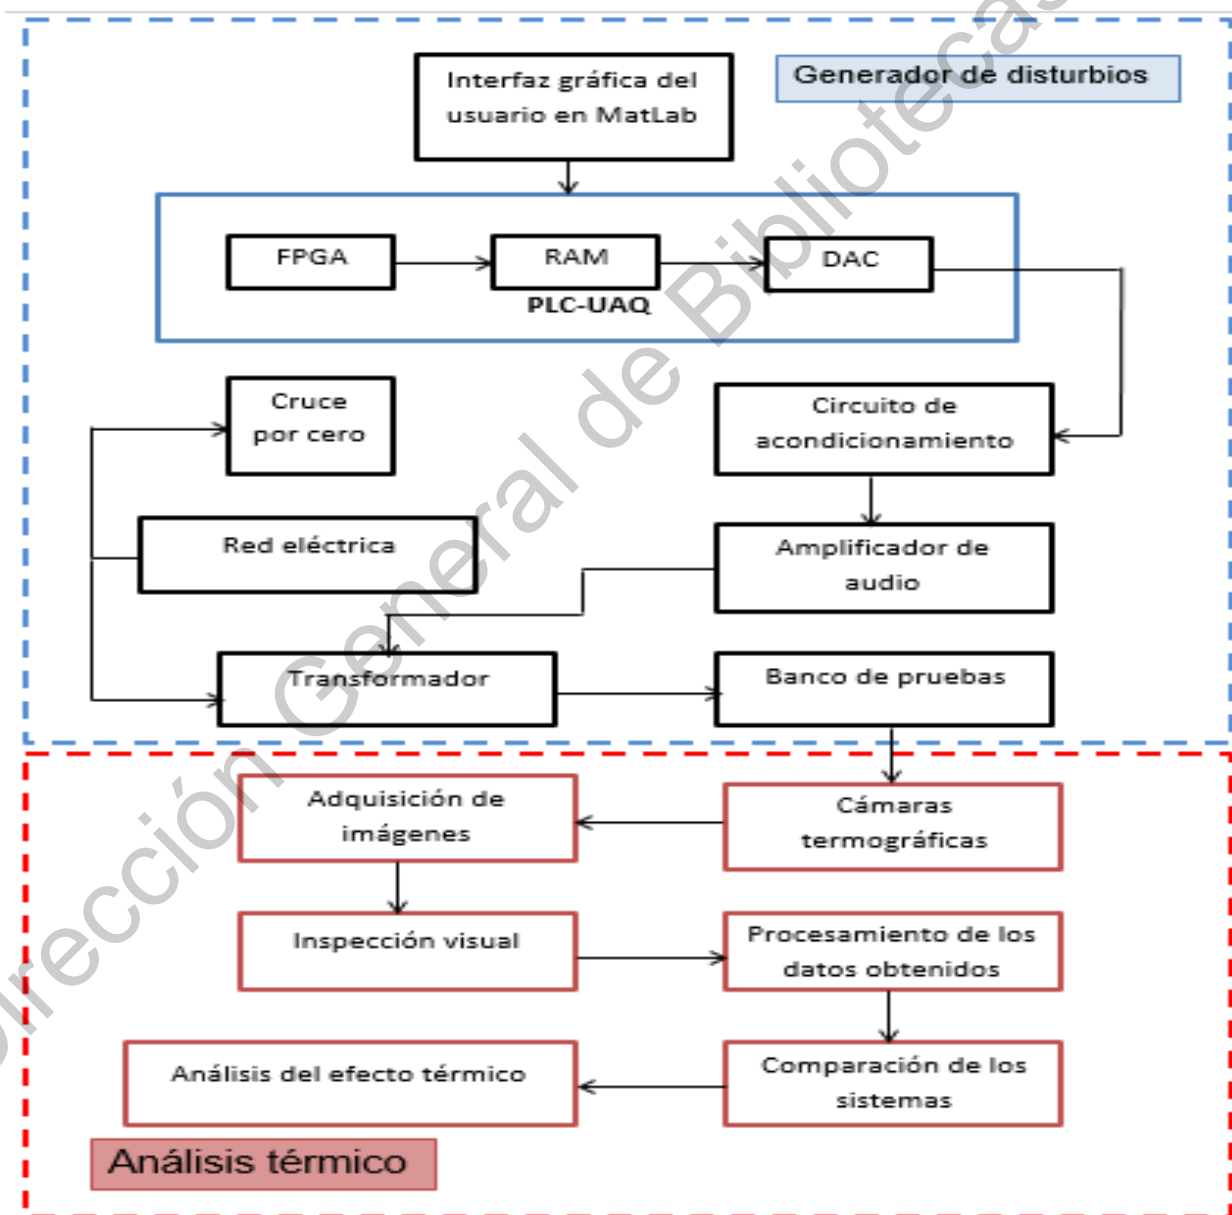 Generador de disturbios
Interfaz gráfica del
usuario en MatLab
FPGA
RAM
DAC
PLC-UAQ
Cruce
por cero
Circuito de
acondicionamiento
Red eléctrica
Amplificador de
audio
Transformador
Banco de pruebas
Adquisición de
imágenes
Cámaras
termográficas
Inspección visual
Procesamiento de los
datos obtenidos
Análisis del efecto térmico
Comparación de los
sistemas
Análisis térmico
Dirección General de Bibliotecas